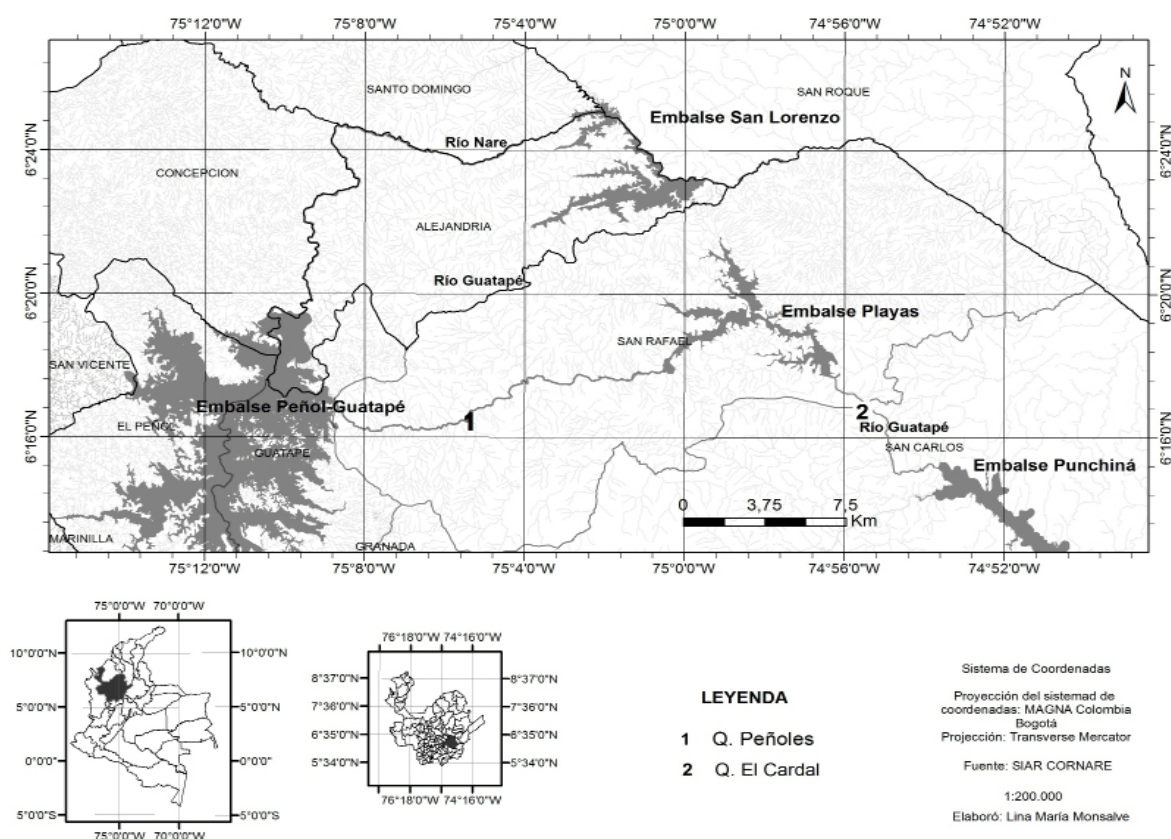 75°12'0"W 75°8'0"W 75°4'0"W 75°0'0"W 74°56'0"W 74°52'0"W
SANTO DOMINGO
SAN ROQUE
N
Embalse San Lorenzo
Río Nare
6°24'0"N 6°24'0"N
CONCEPCION
ALEJANDRIA
Río Guatapé
6°20'0"N 6°20'0"N
Embalse Playas
SAN RAFAEL
SAN VICENTE
Embalse Peñol-Guatapé
1
2
EL PEÑOL
Río Guatapé
6°16'0"N 6°16'0"N
SAN CARLOS
GUATAPE
Embalse Punchiná
0 3,75 7,5
Km
MARINILLA
GRANADA
75°12'0"W 75°8'0"W 75°4'0"W 75°0'0"W 74°56'0"W 74°52'0"W
75°0'0"W 70°0'0"W
10°0'0"N 10°0'0"N
5°0'0"N 5°0'0"N
0°0'0" 0°0'0"
5°0'0"S 5°0'0"S
75°0'0"W 70°0'0"W
76°18'0"W 74°16'0"W
8°37'0"N 8°37'0"N
7°36'0"N 7°36'0"N
6°35'0"N 6°35'0"N
5°34'0"N 5°34'0"N
76°18'0"W 74°16'0"W
LEYENDA
1 Q. Peñoles
2 Q. El Cardal
Sistema de Coordenadas
Proyección del sistemad de
coordenadas: MAGNA Colombia
Bogotá
Projección: Transverse Mercator
Fuente: SIAR CORNARE
1:200.000
Elaboró: Lina María Monsalve